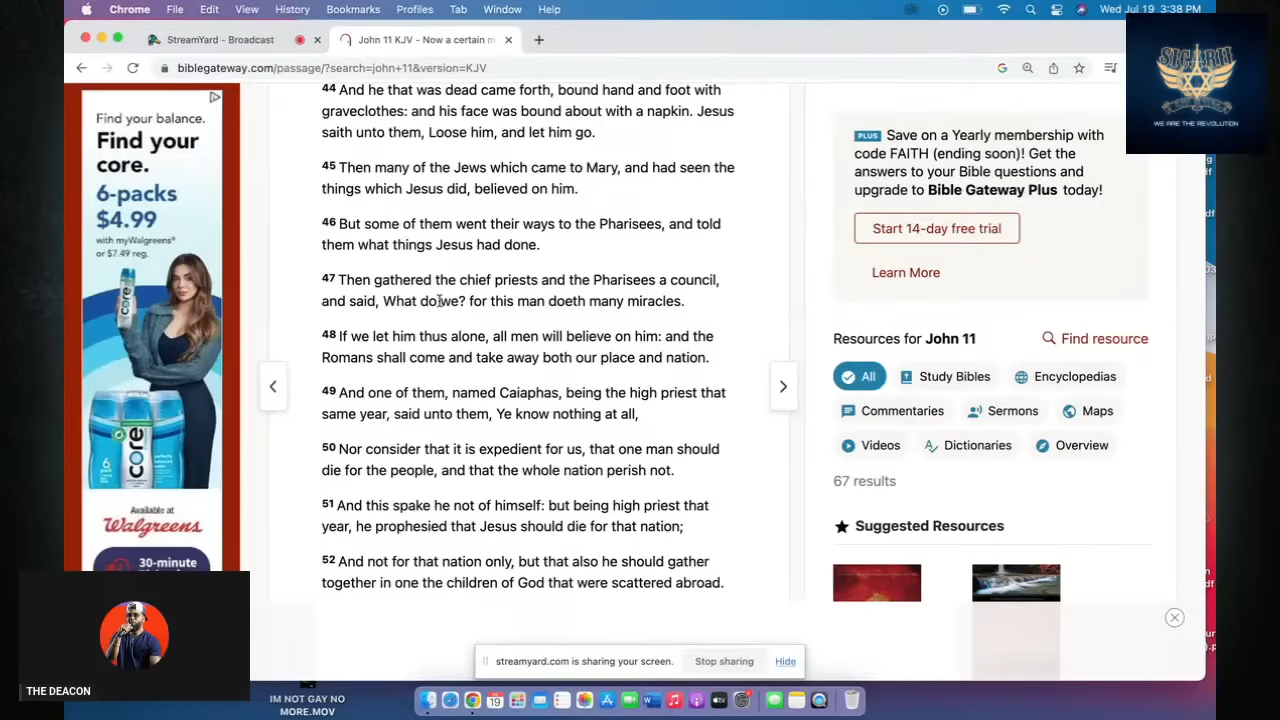 Chrome File Edit View History Bookmarks Profiles Tab Window Help
Wed Jul 19 3:38 PM
StreamYard - Broadcast
John 11 KJV - Now a certain m
biblegateway.com/passage/?search=john+11&version=KJV
SICARII
WE ARE THE REVOLUTION
Find your balance.
Find your
core.
6-packs
$4.99
with myWalgreens®
or $7.49 reg.
core
core
6
Available at
Walgreens
30-minute
44 And he that was dead came forth, bound hand and foot with
graveclothes: and his face was bound about with a napkin. Jesus
saith unto them, Loose him, and let him go.
45 Then many of the Jews which came to Mary, and had seen the
things which Jesus did, believed on him.
46 But some of them went their ways to the Pharisees, and told
them what things Jesus had done.
47 Then gathered the chief priests and the Pharisees a council,
and said, What do we? for this man doeth many miracles.
48 If we let him thus alone, all men will believe on him: and the
Romans shall come and take away both our place and nation.
49 And one of them, named Caiaphas, being the high priest that
same year, said unto them, Ye know nothing at all,
50 Nor consider that it is expedient for us, that one man should
die for the people, and that the whole nation perish not.
51 And this spake he not of himself: but being high priest that
year, he prophesied that Jesus should die for that nation;
52 And not for that nation only, but that also he should gather
together in one the children of God that were scattered abroad.
PLUS Save on a Yearly membership with
code FAITH (ending soon)! Get the
answers to your Bible questions and
upgrade to Bible Gateway Plus today!
Start 14-day free trial
Learn More
Resources for John 11
Find resource
All Study Bibles Encyclopedias
Commentaries Sermons Maps
Videos Dictionaries Overview
67 results
Suggested Resources
streamyard.com is sharing your screen. Stop sharing Hide
THE DEACON
IM NOT GAY NO
MORE.MOV
19